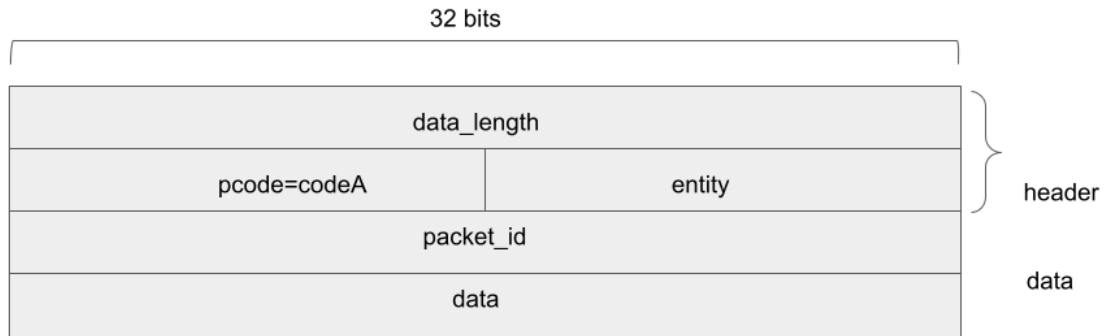 32 bits
data_length
pcode=codeA entity
header
packet_id
data
data